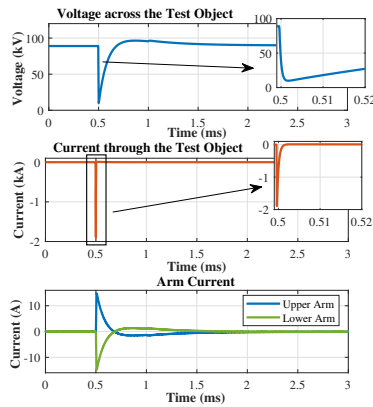 Voltage across the Test Object
Voltage (kV)
100
50
0
0 0.5 1 1.5 2 2.5 3
Time (ms)
100
50
0
0.5 0.51 0.52
Current through the Test Object
Current (kA)
0
-1
-2
0 0.5 1 1.5 2 2.5 3
Time (ms)
0
-1
-2
0.5 0.51 0.52
Arm Current
Current (A)
10
0
-10
0 0.5 1 1.5 2 2.5 3
Time (ms)
Upper Arm
Lower Arm